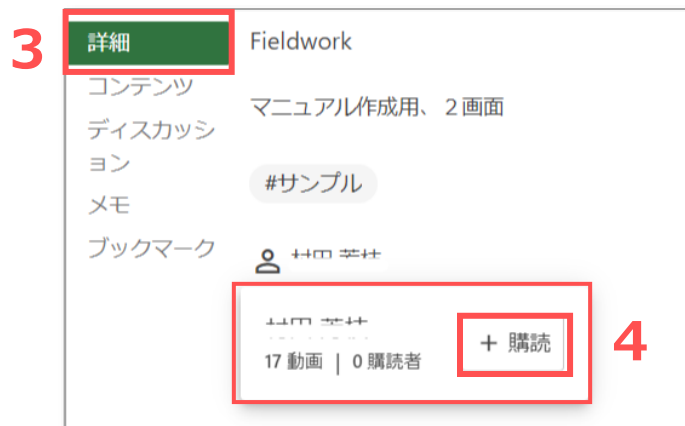 3
詳細
Fieldwork
コンテンツ
マニュアル作成用、２画面
ディスカッシ
ョン
#サンプル
メモ
ブックマーク
17 動画 | 0 購読者
+ 購読
4